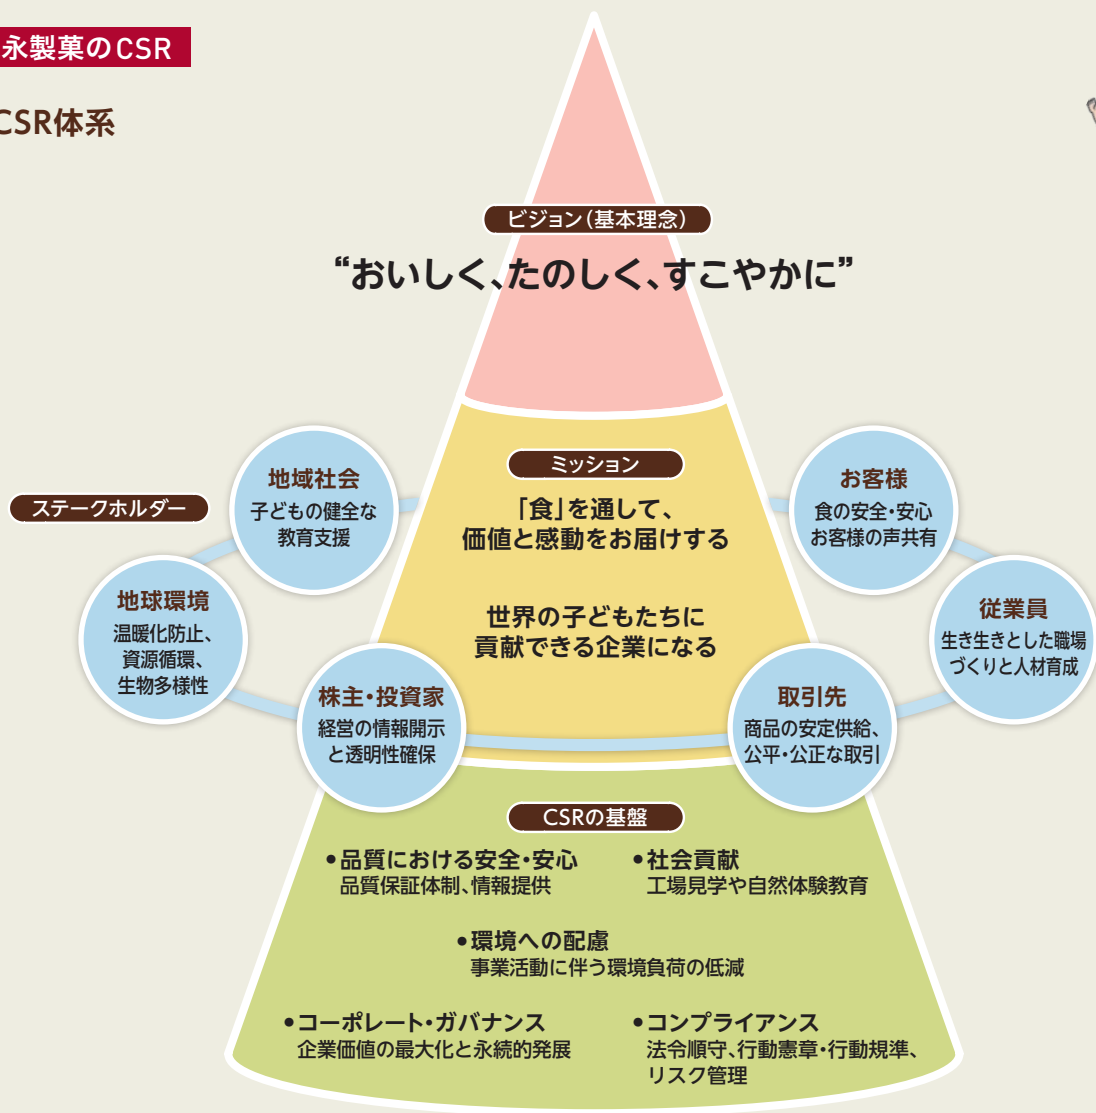 永製菓のCSR
CSR体系
ビジョン（基本理念）
“おいしく、たのしく、すこやかに”
ミッション
「食」を通して、
価値と感動をお届けする
世界の子どもたちに
貢献できる企業になる
ステークホルダー
地域社会
子どもの健全な
教育支援
地球環境
温暖化防止、
資源循環、
生物多様性
株主・投資家
経営の情報開示
と透明性確保
お客様
食の安全・安心
お客様の声共有
従業員
生き生きとした職場
づくりと人材育成
取引先
商品の安定供給、
公平・公正な取引
CSRの基盤
•品質における安全・安心
品質保証体制、情報提供
•社会貢献
工場見学や自然体験教育
•環境への配慮
事業活動に伴う環境負荷の低減
•コーポレート・ガバナンス
企業価値の最大化と永続的発展
•コンプライアンス
法令順守、行動憲章・行動規準、
リスク管理